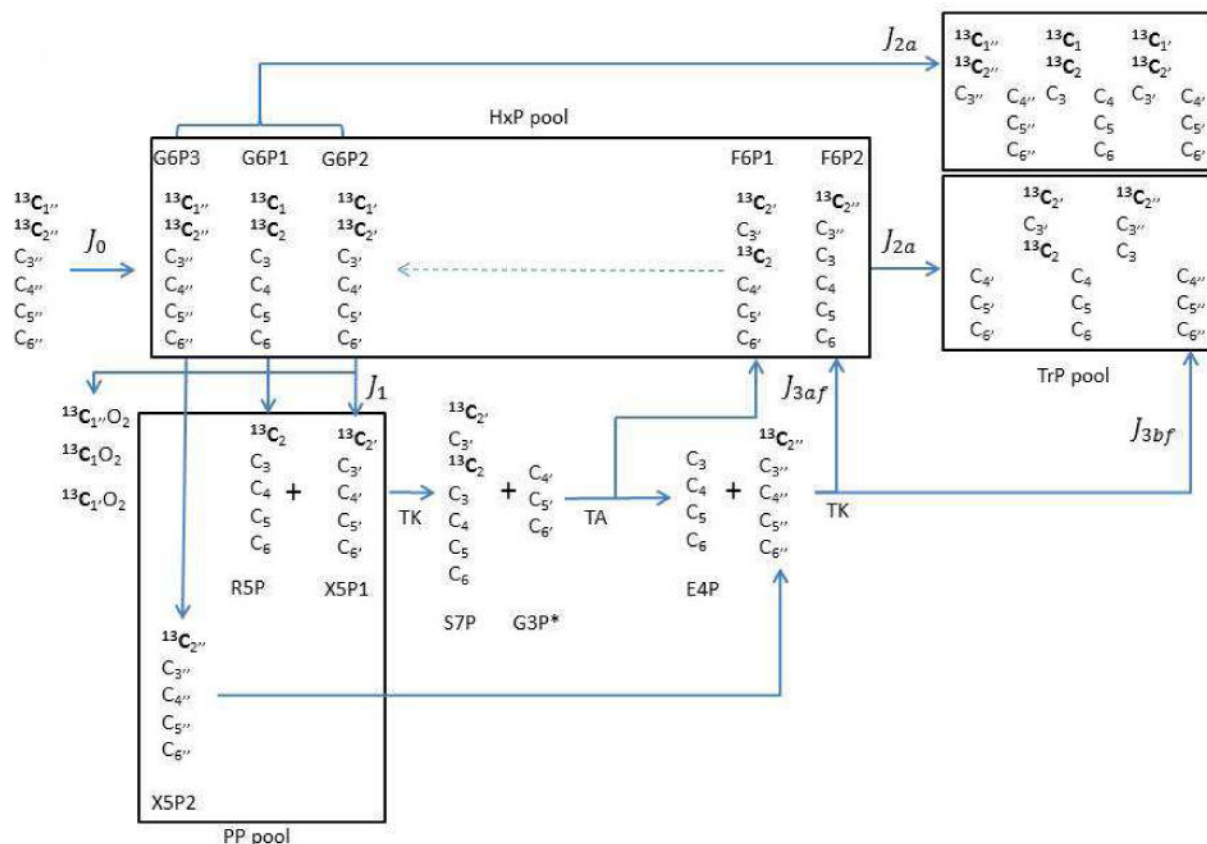 J₂ₐ
¹³C₁″ ¹³C₁ ¹³C₁′
¹³C₂″ ¹³C₂ ¹³C₂′
C₃″ C₄″ C₃ C₄ C₃′ C₄′
C₅″ C₅ C₅′
C₆″ C₆ C₆′
HxP pool
G6P3 G6P1 G6P2 F6P1 F6P2
¹³C₁″ ¹³C₁″ ¹³C₁ ¹³C₁′ ¹³C₂′ ¹³C₂″
¹³C₂″ ¹³C₂″ ¹³C₂ ¹³C₂′ C₃′ C₃″
C₃″ C₃″ C₃ C₃′ ¹³C₂ C₃
C₄″ C₄″ C₄ C₄′ C₄′ C₄
C₅″ C₅″ C₅ C₅′ C₅′ C₅
C₆″ C₆″ C₆ C₆′ C₆′ C₆
J₀
J₂ₐ
¹³C₂′ ¹³C₂″
C₃′ C₃″
¹³C₂ C₃
C₄′ C₄ C₄″
C₅′ C₅ C₅″
C₆′ C₆ C₆″
TrP pool
J₁
J₃af
J₃bf
¹³C₁″O₂
¹³C₁O₂
¹³C₁′O₂
¹³C₂ ¹³C₂′
C₃ C₃′
C₄ + C₄′
C₅ C₅′
C₆ C₆′
R5P X5P1
TK
¹³C₂′
C₃′
¹³C₂
C₃ + C₄′
C₄ C₅′
C₅ C₆′
C₆
S7P G3P*
TA
¹³C₂″
C₃ C₃″
C₄ + C₄″
C₅ C₅″
C₆ C₆″
E4P
TK
¹³C₂″
C₃″
C₄″
C₅″
C₆″
X5P2
PP pool